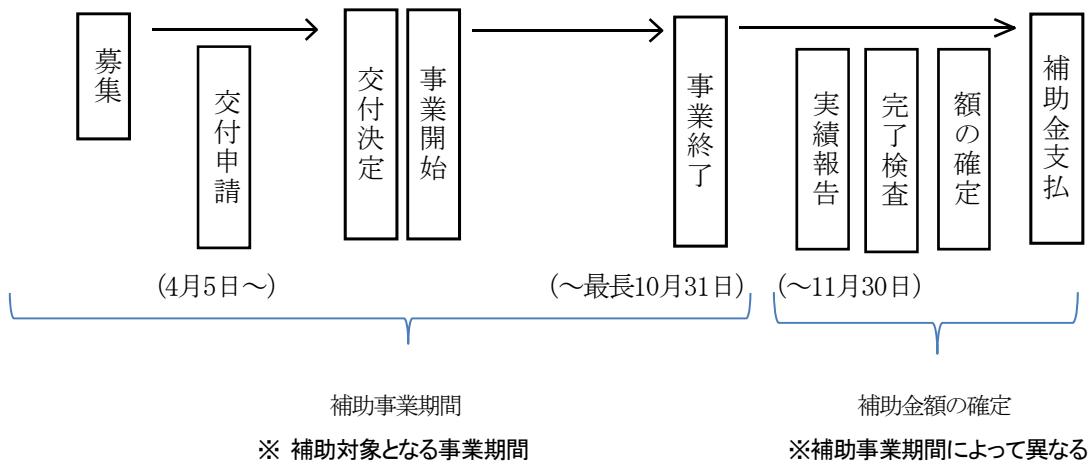 募集
交付申請
交付決定
事業開始
事業終了
実績報告
完了検査
額の確定
補助金支払
(4月5日～)
(～最長10月31日)
(～11月30日)
補助事業期間
補助金額の確定
※ 補助対象となる事業期間
※補助事業期間によって異なる